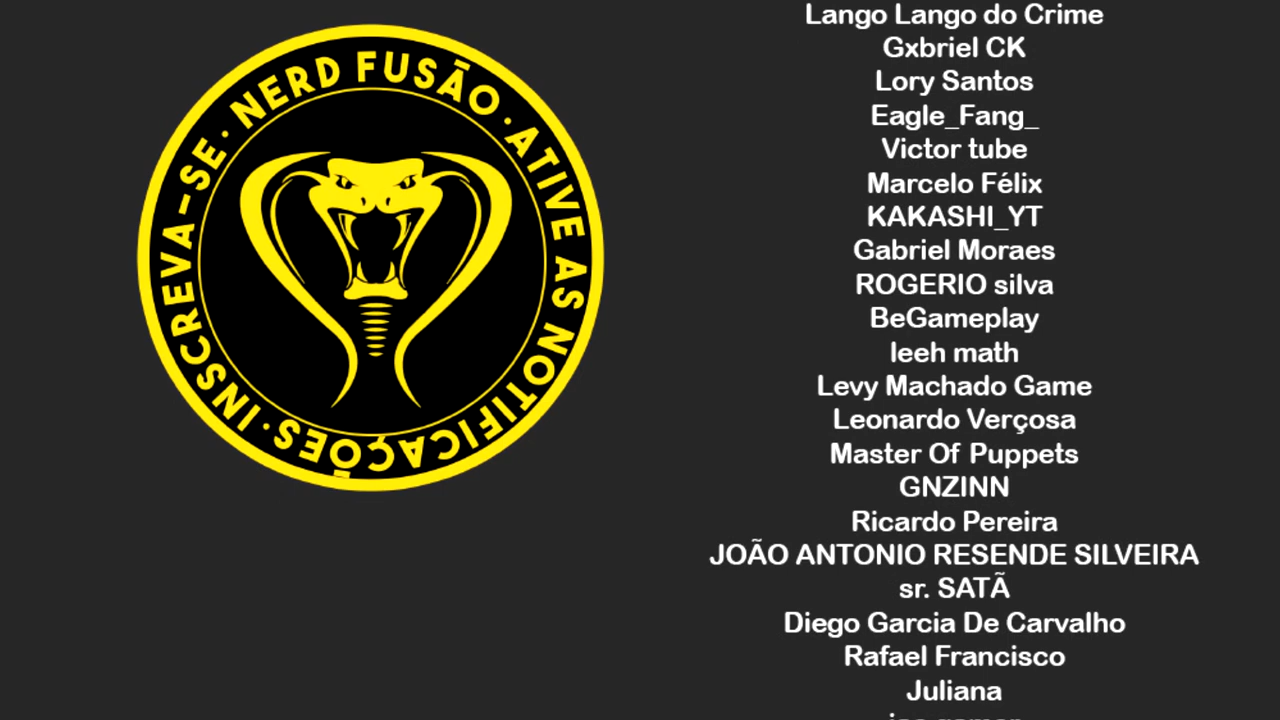 NERD FUSÃO · ATIVE AS NOTIFICAÇÕES · INSCREVA-SE ·
Lango Lango do Crime
Gxbriel CK
Lory Santos
Eagle_Fang_
Victor tube
Marcelo Félix
KAKASHI_YT
Gabriel Moraes
ROGERIO silva
BeGameplay
leeh math
Levy Machado Game
Leonardo Verçosa
Master Of Puppets
GNZINN
Ricardo Pereira
JOÃO ANTONIO RESENDE SILVEIRA
sr. SATÃ
Diego Garcia De Carvalho
Rafael Francisco
Juliana